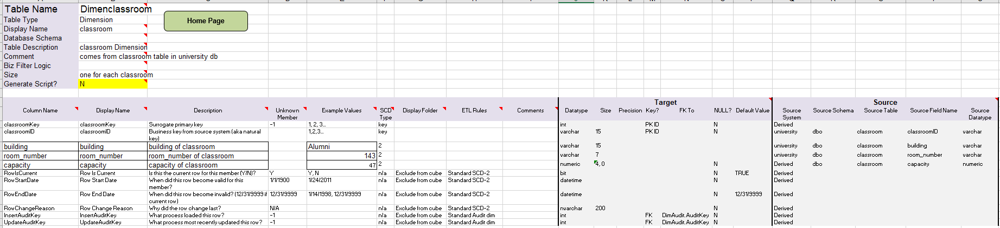 Table Name Dimenclassroom
Table Type Dimension
Home Page
Display Name classroom
Database Schema
Table Description classroom Dimension
Comment comes from classroom table in university db
Biz Filter Logic
Size one for each classroom
Generate Script? N
Target Source
Column Name Display Name Description Unknown Member Example Values SCD Type Display Folder ETL Rules Comments Datatype Size Precision Key? FK To NULL? Default Value Source System Source Schema Source Table Source Field Name Source Datatype
classroomKey classroomKey Surrogate primary key -1 1, 2, 3... key int PK ID N Derived
classroomID classroomID Business key from source system (aka natural key) 1,2,3... key varchar 15 PK ID N university dbo classroom classroomID varchar
building building building of classroom Alumni 2 varchar 15 university dbo classroom building varchar
room_number room_number room_number of classroom 143 2 varchar 7 university dbo classroom room_number varchar
capacity capacity capacity of classroom 47 2 numeric 4, 0 N Derived dbo classroom capacity numeric
RowIsCurrent Row Is Current Is this the current row for this member (Y/N)? Y Y, N n/a Exclude from cube Standard SCD-2 bit N TRUE Derived
RowStartDate Row Start Date When did this row become valid for this member? 1/1/1900 1/24/2011 n/a Exclude from cube Standard SCD-2 datetime N Derived
RowEndDate Row End Date When did this row become invalid? (12/31/9999 if current row) 12/31/9999 1/14/1998, 12/31/9999 n/a Exclude from cube Standard SCD-2 datetime N 12/31/9999 Derived
RowChangeReason Row Change Reason Why did the row change last? N/A n/a Exclude from cube Standard SCD-2 nvarchar 200 N Derived
InsertAuditKey InsertAuditKey What process loaded this row? -1 n/a Exclude from cube Standard Audit dim int FK DimAudit.AuditKey N Derived
UpdateAuditKey UpdateAuditKey What process most recently updated this row? -1 n/a Exclude from cube Standard Audit dim int FK DimAudit.AuditKey N Derived